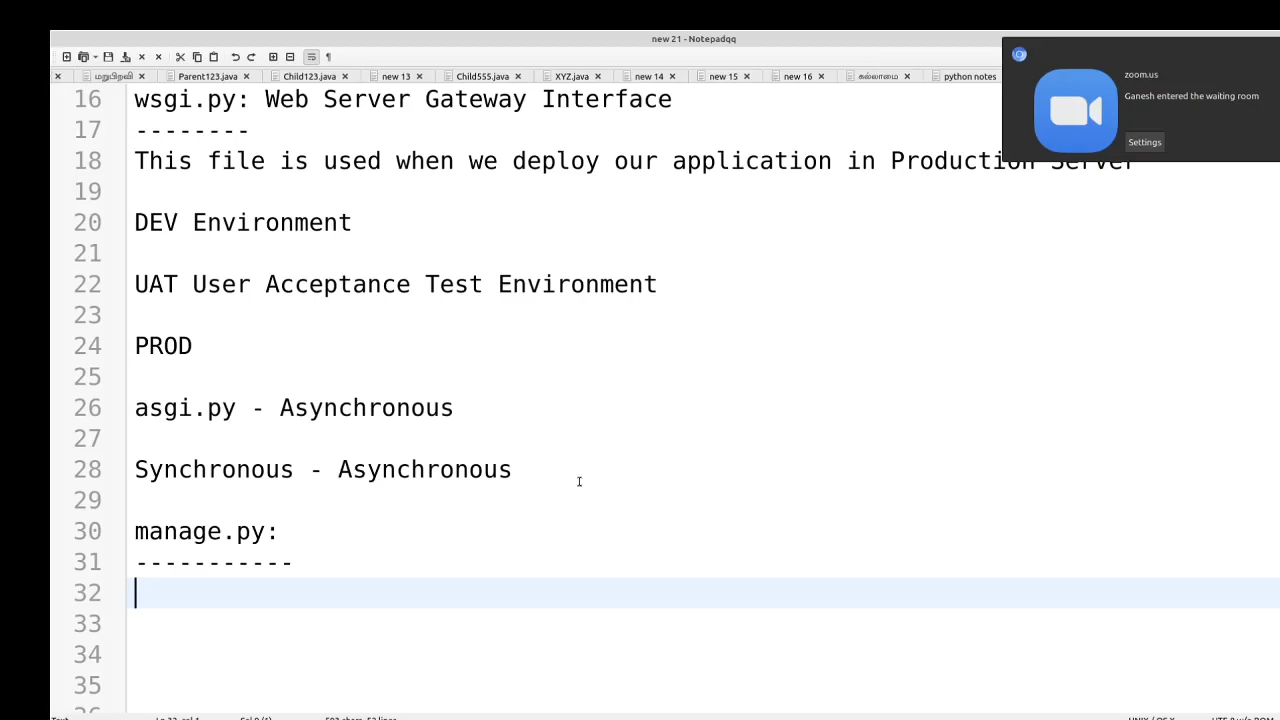 new 21 - Notepadqq
மறுபிறவி Parent123.java Child123.java new 13 Child555.java XYZ.java new 14 new 15 new 16 கல்லாமை python notes
zoom.us
Ganesh entered the waiting room
Settings
16 wsgi.py: Web Server Gateway Interface
17 --------
18 This file is used when we deploy our application in Production Server
19
20 DEV Environment
21
22 UAT User Acceptance Test Environment
23
24 PROD
25
26 asgi.py - Asynchronous
27
28 Synchronous - Asynchronous
29
30 manage.py:
31 -----------
32
33
34
35